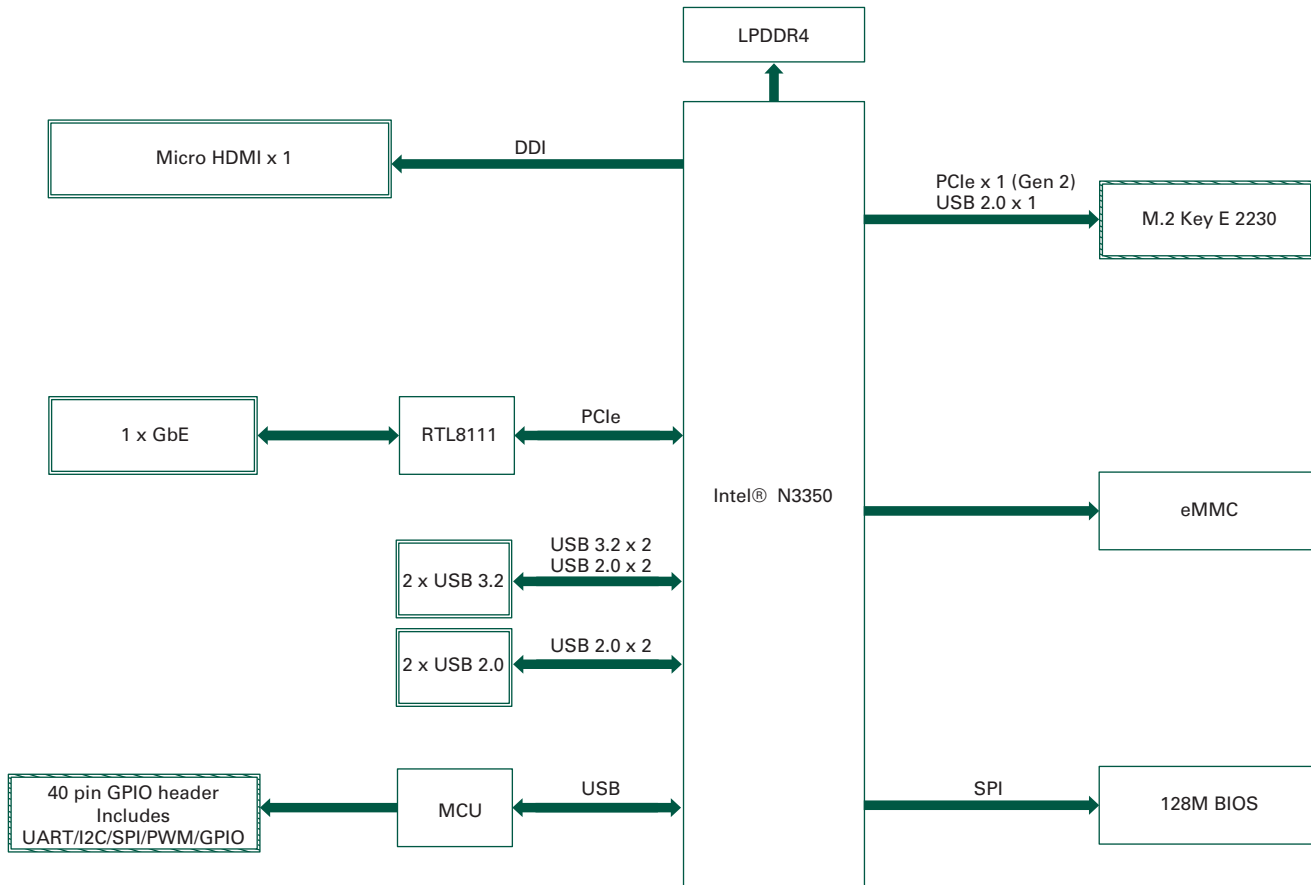 LPDDR4
Micro HDMI x 1
DDI
PCIe x 1 (Gen 2)
USB 2.0 x 1
M.2 Key E 2230
1 x GbE
RTL8111
PCIe
Intel® N3350
eMMC
2 x USB 3.2
USB 3.2 x 2
USB 2.0 x 2
2 x USB 2.0
USB 2.0 x 2
40 pin GPIO header
Includes
UART/I2C/SPI/PWM/GPIO
MCU
USB
SPI
128M BIOS